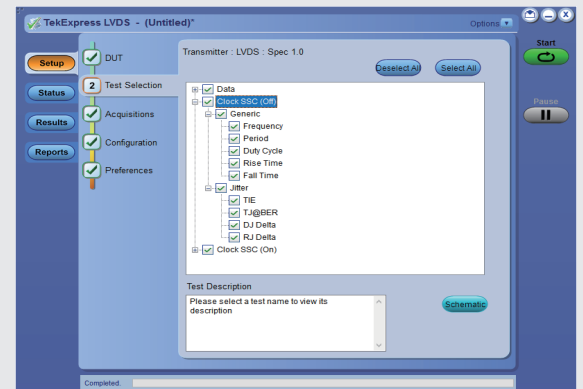 TekExpress LVDS - (Untitled)*
Options
Start
Pause
Setup
Status
Results
Reports
DUT
2 Test Selection
Acquisitions
Configuration
Preferences
Transmitter : LVDS : Spec 1.0
Deselect All
Select All
Data
Clock SSC (Off)
Generic
Frequency
Period
Duty Cycle
Rise Time
Fall Time
Jitter
TIE
TJ@BER
DJ Delta
RJ Delta
Clock SSC (On)
Test Description
Please select a test name to view its
description
Schematic
Completed.